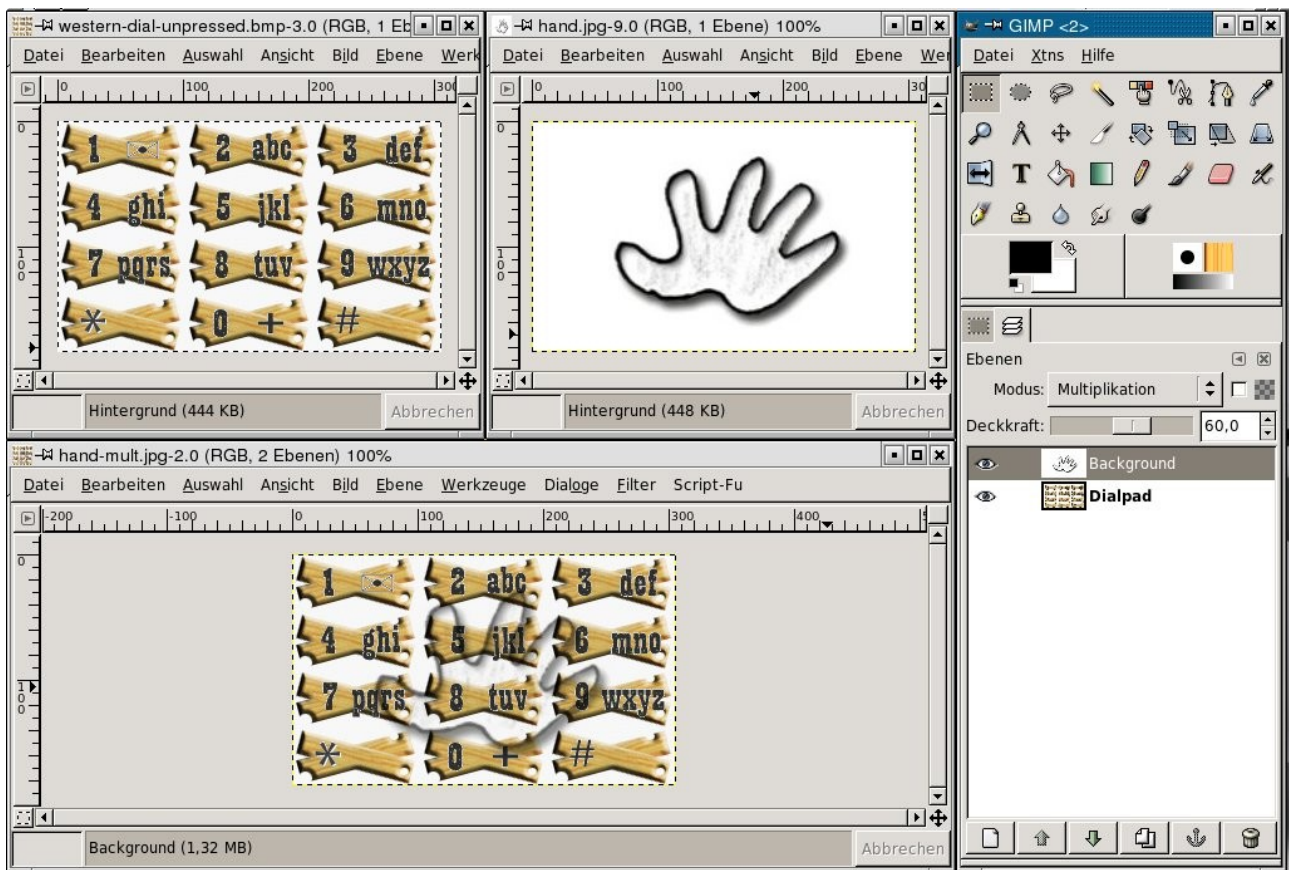 western-dial-unpressed.bmp-3.0 (RGB, 1 Eb
Datei Bearbeiten Auswahl Ansicht Bild Ebene Werk
0 100 200 300
0
100
1
2 abc
3 def
4 ghi
5 jkl
6 mno
7 pqrs
8 tuv
9 wxyz
*
0 +
#
Hintergrund (444 KB) Abbrechen
hand.jpg-9.0 (RGB, 1 Ebene) 100%
Datei Bearbeiten Auswahl Ansicht Bild Ebene Wer
0 100 200 30
0
100
Hintergrund (448 KB) Abbrechen
hand-mult.jpg-2.0 (RGB, 2 Ebenen) 100%
Datei Bearbeiten Auswahl Ansicht Bild Ebene Werkzeuge Dialoge Filter Script-Fu
-200 -100 0 100 200 300 400
0
100
1
2 abc
3 def
4 ghi
5 jkl
6 mno
7 pqrs
8 tuv
9 wxyz
*
0 +
#
Background (1,32 MB) Abbrechen
GIMP <2>
Datei Xtns Hilfe
Ebenen
Modus: Multiplikation
Deckkraft: 60,0
Background
Dialpad